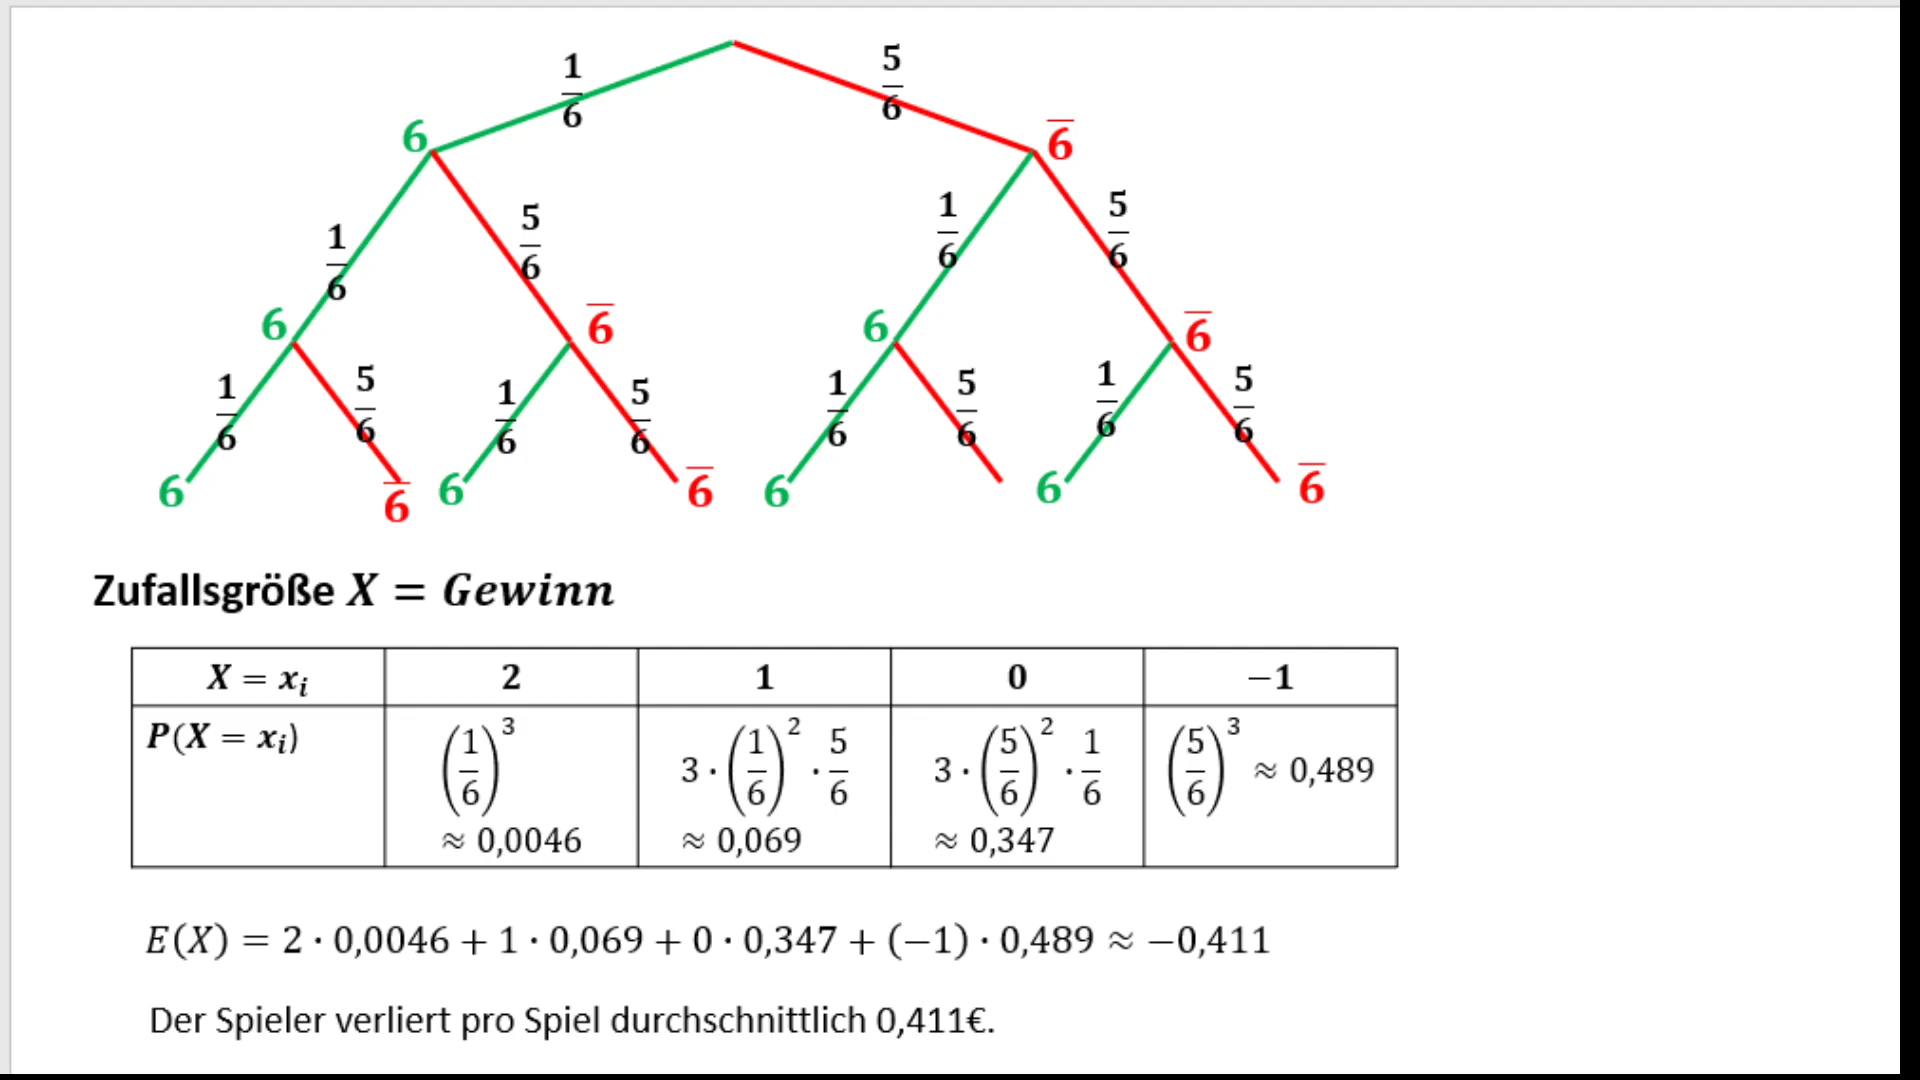 1/6 5/6
6 6̅
1/6 5/6 1/6 5/6
6 6̅ 6 6̅
1/6 5/6 1/6 5/6 1/6 5/6 1/6 5/6
6 6̅ 6 6̅ 6 6 6̅
Zufallsgröße X = Gewinn
X = xᵢ 2 1 0 −1
P(X = xᵢ) (1/6)³ 3 · (1/6)² · 5/6 3 · (5/6)² · 1/6 (5/6)³ ≈ 0,489
≈ 0,0046 ≈ 0,069 ≈ 0,347
E(X) = 2 · 0,0046 + 1 · 0,069 + 0 · 0,347 + (−1) · 0,489 ≈ −0,411
Der Spieler verliert pro Spiel durchschnittlich 0,411€.